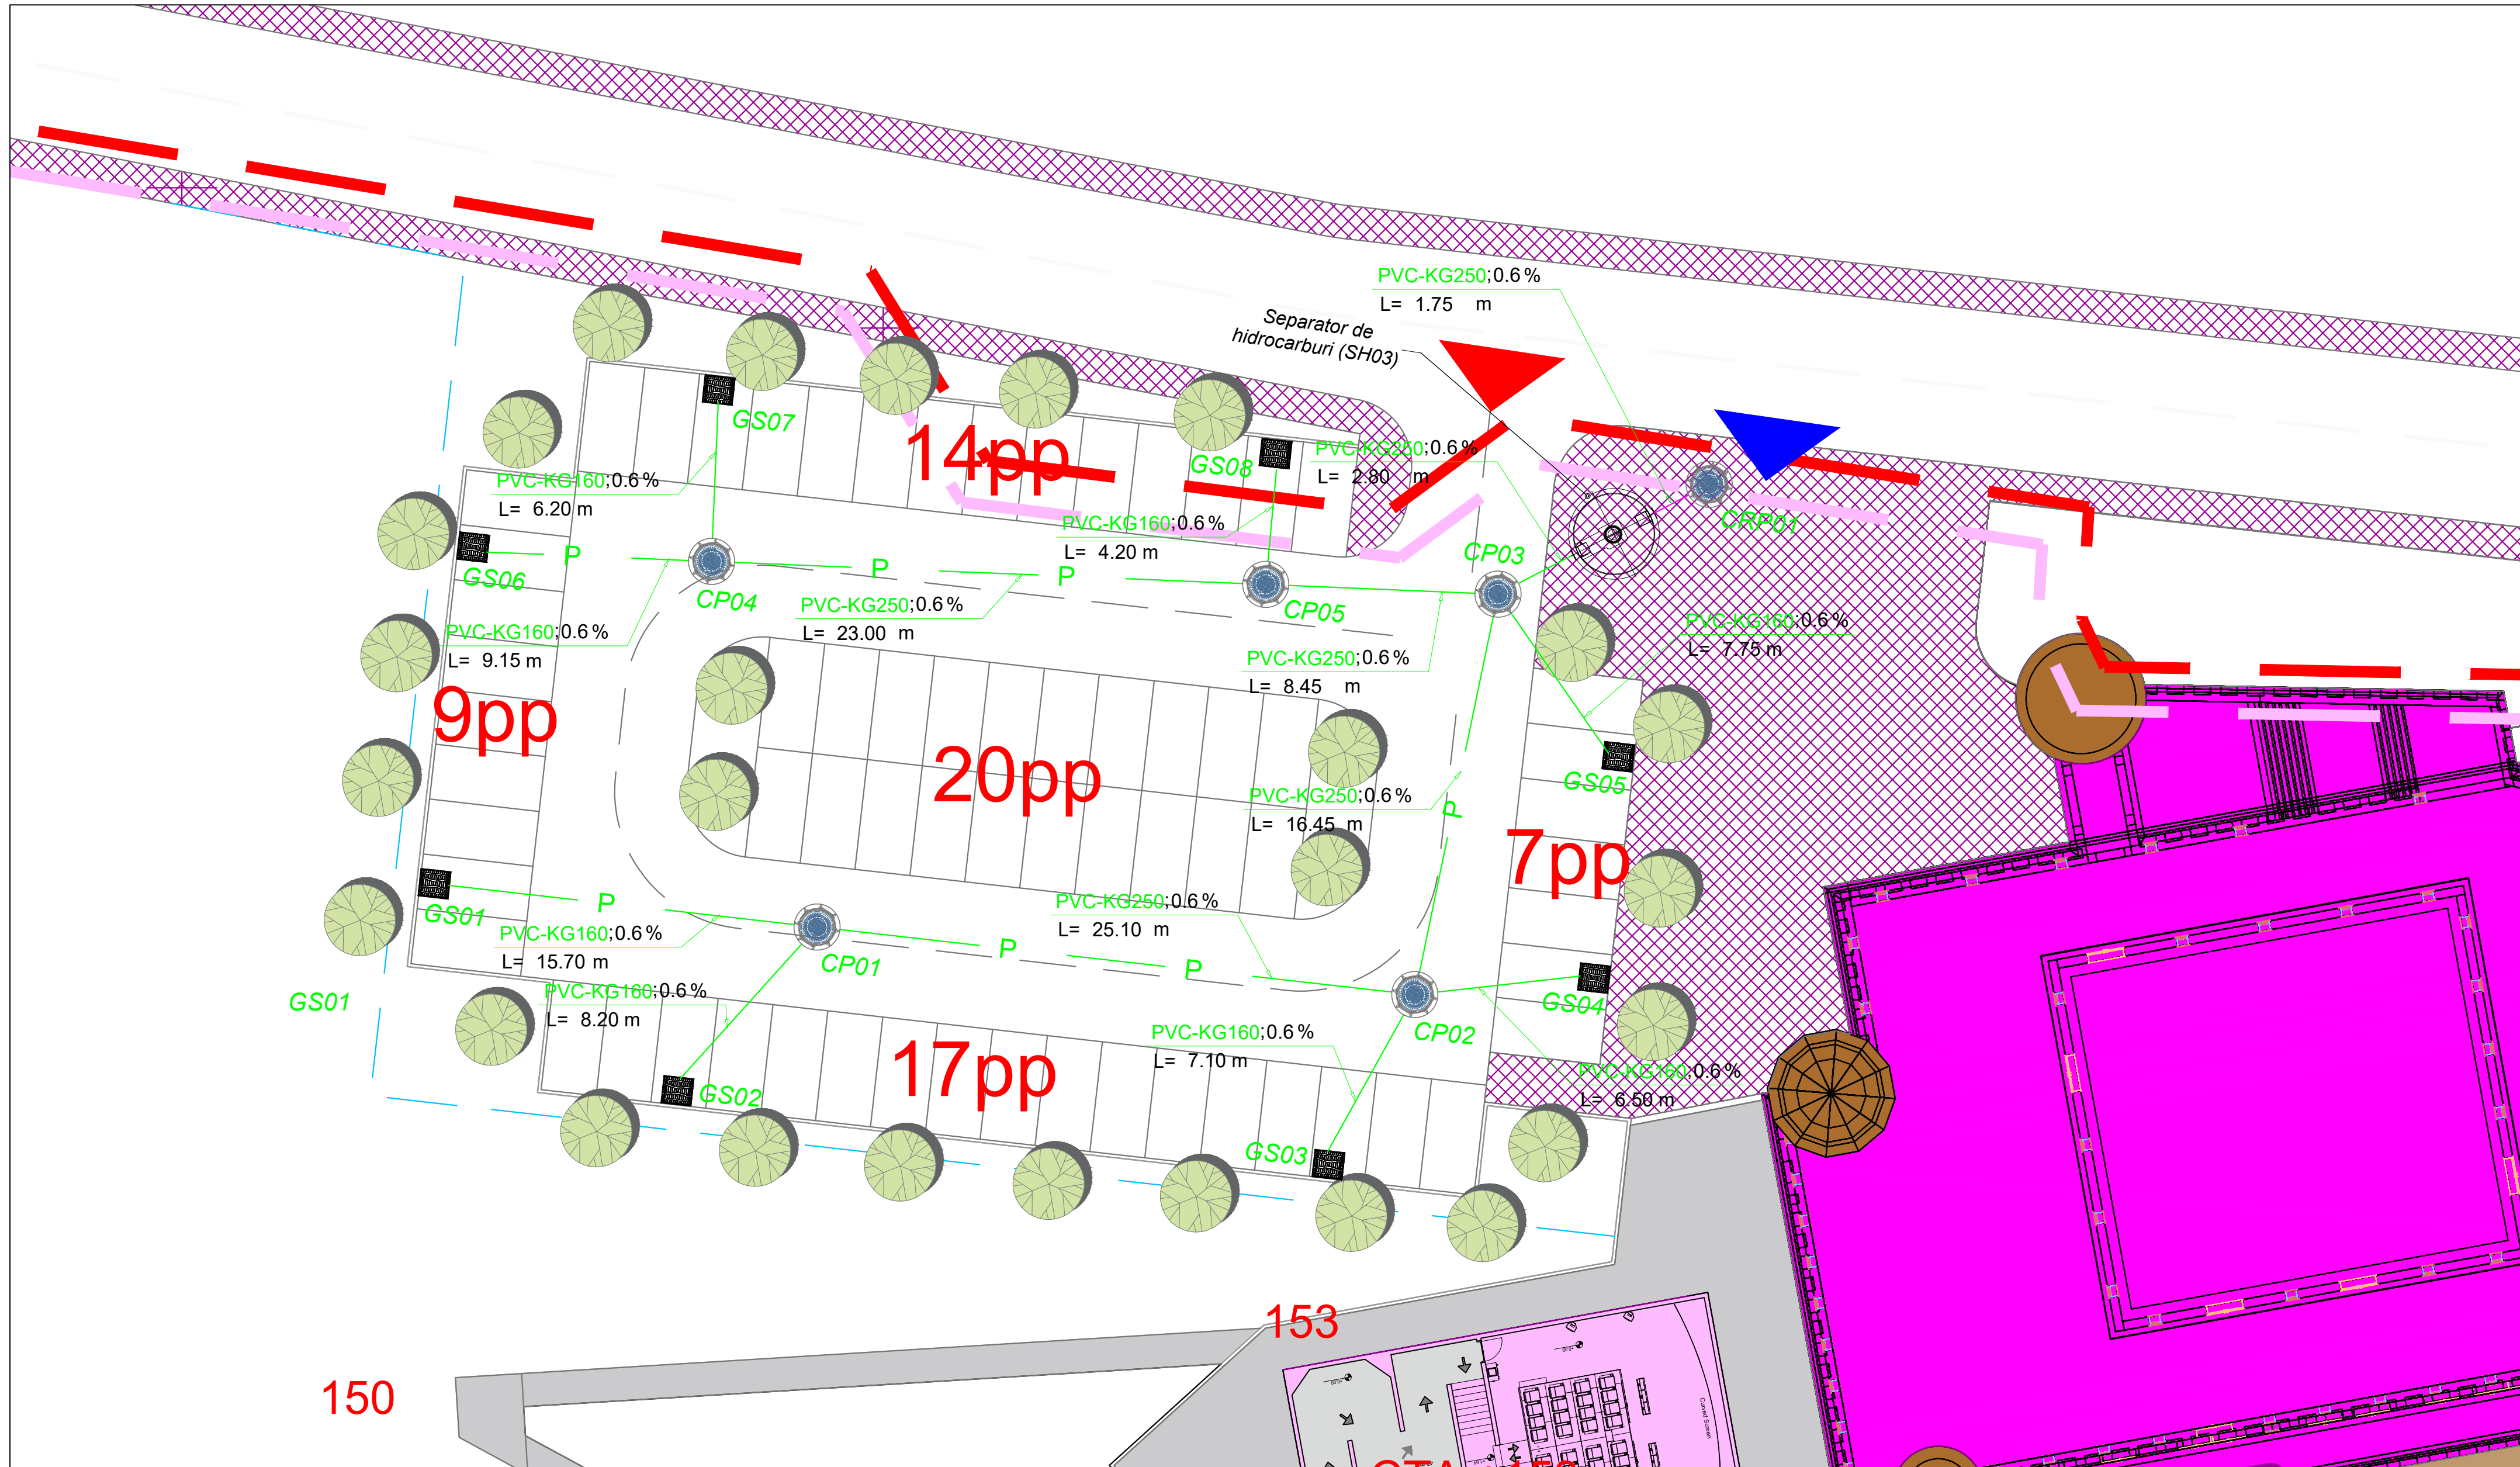 PVC-KG250;0.6 %
L= 1.75 m
Separator de
hidrocarburi (SH03)
GS07
14pp
GS08
PVC-KG250;0.6 %
L= 2.80 m
PVC-KG160;0.6 %
L= 6.20 m
PVC-KG160;0.6 %
L= 4.20 m
CRP01
CP03
P
GS06
CP04
P
P
CP05
PVC-KG250;0.6 %
L= 23.00 m
PVC-KG160;0.6 %
L= 9.15 m
PVC-KG250;0.6 %
L= 8.45 m
PVC-KG160;0.6 %
L= 7.75 m
9pp
20pp
GS05
PVC-KG250;0.6 %
L= 16.45 m
P
7pp
GS01
P
PVC-KG160;0.6 %
L= 15.70 m
CP01
PVC-KG250;0.6 %
L= 25.10 m
P
P
GS01
PVC-KG160;0.6 %
L= 8.20 m
GS04
CP02
PVC-KG160;0.6 %
L= 7.10 m
17pp
GS02
PVC-KG160;0.6 %
L= 6.50 m
GS03
153
150
Curved Screen